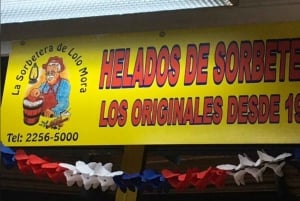 La Sorbetera de Lolo Mora
HELADOS DE SORBETE
LOS ORIGINALES DESDE 19
Tel: 2256-5000